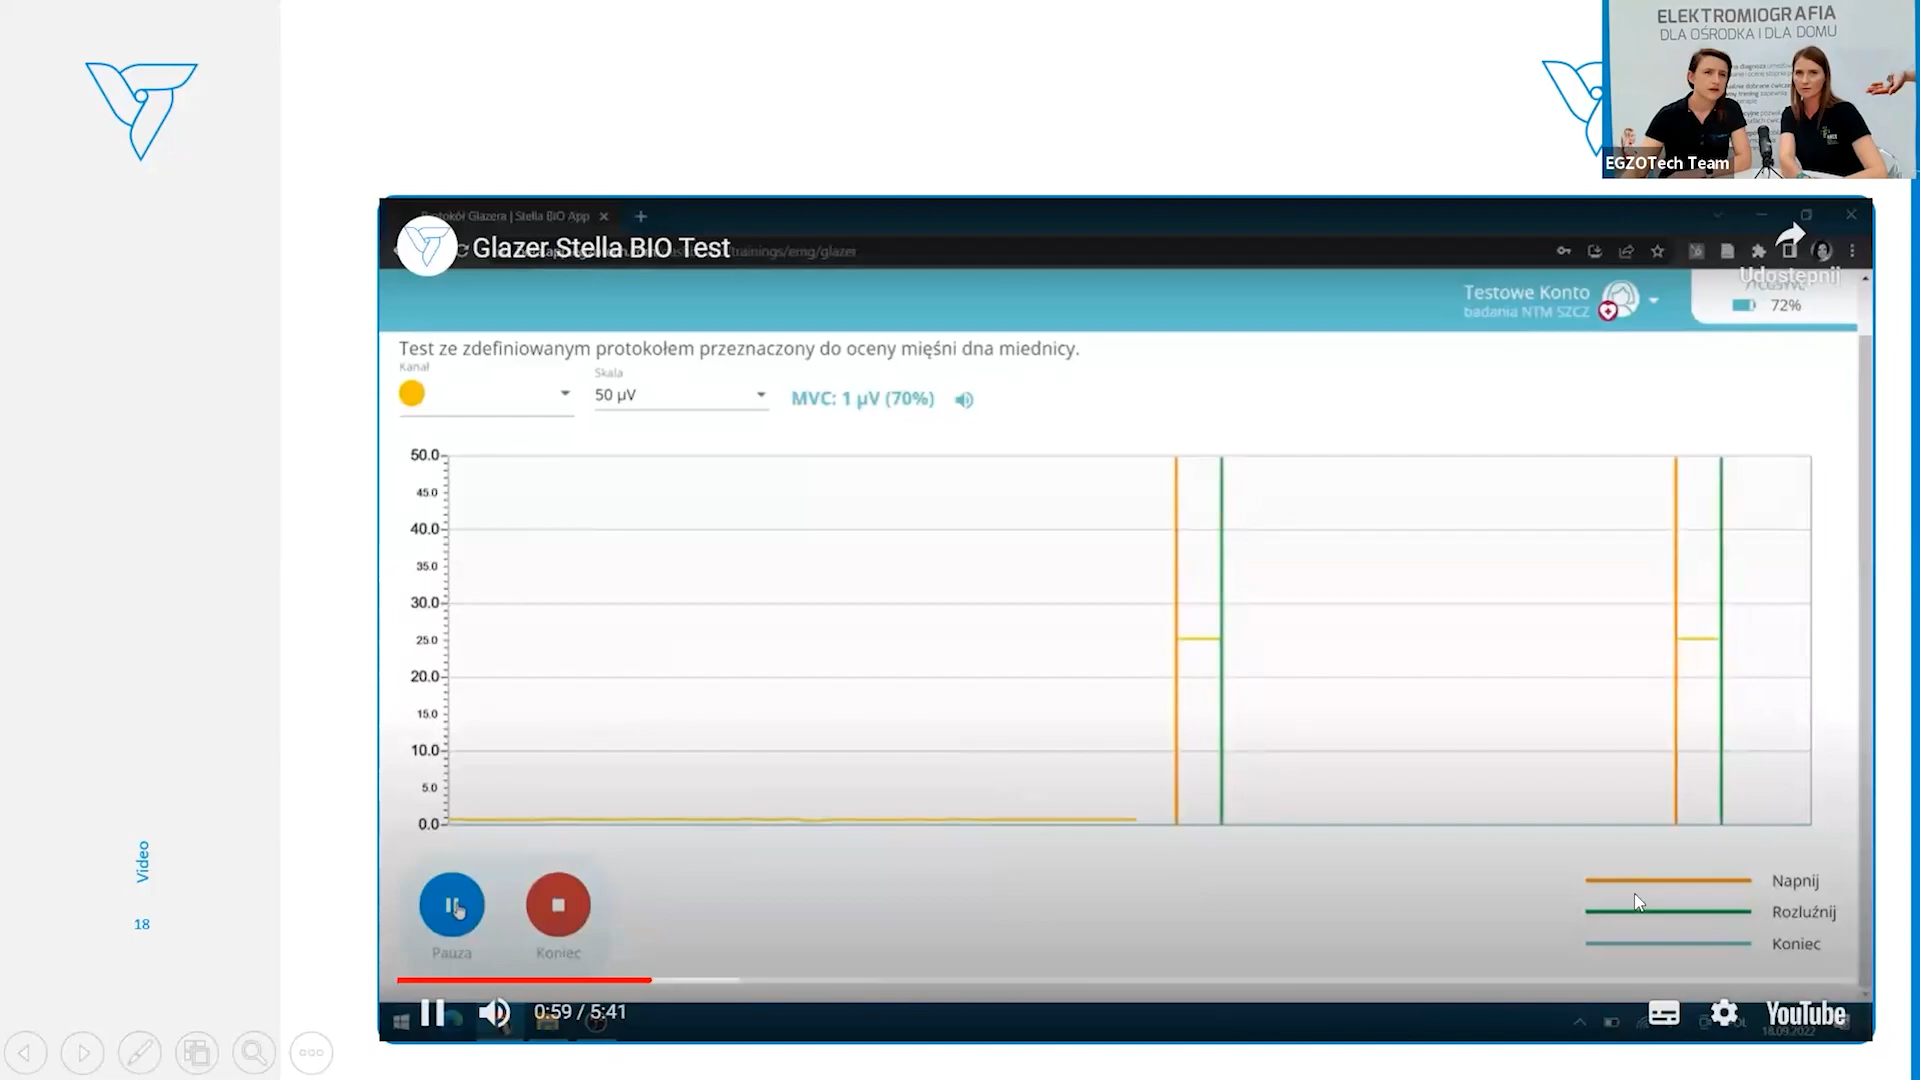 ELEKTROMIOGRAFIA
DLA OŚRODKA I DLA DOMU
EGZOTech Team
Protokół Glazera | Stella BIO App
Glazer Stella BIO Test
trainings/emg/glazer
Udostępnij
Testowe Konto
badania NTM SZCZ
72%
Test ze zdefiniowanym protokołem przeznaczony do oceny mięśni dna miednicy.
Kanał
Skala
50 µV
MVC: 1 µV (70%)
50.0
45.0
40.0
35.0
30.0
25.0
20.0
15.0
10.0
5.0
0.0
Napnij
Rozluźnij
Koniec
Pauza
Koniec
0:59 / 5:41
YouTube
18.09.2022
Video
18